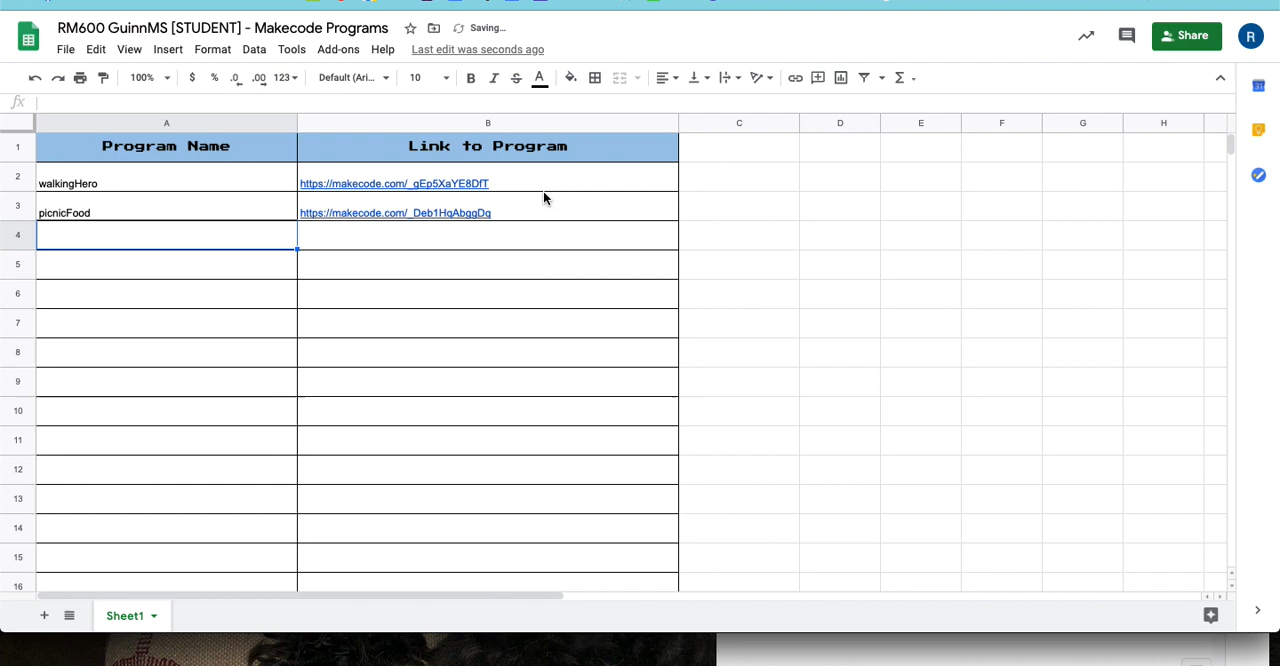 RM600 GuinnMS [STUDENT] - Makecode Programs Saving...
File Edit View Insert Format Data Tools Add-ons Help Last edit was seconds ago
Share R
100% $ % .0 .00 123 Default (Ari... 10 B I S A
fx
A B C D E F G H
1 Program Name Link to Program
2 walkingHero https://makecode.com/_gEp5XaYE8DfT
3 picnicFood https://makecode.com/_Deb1HqAbggDq
4
5
6
7
8
9
10
11
12
13
14
15
16
Sheet1